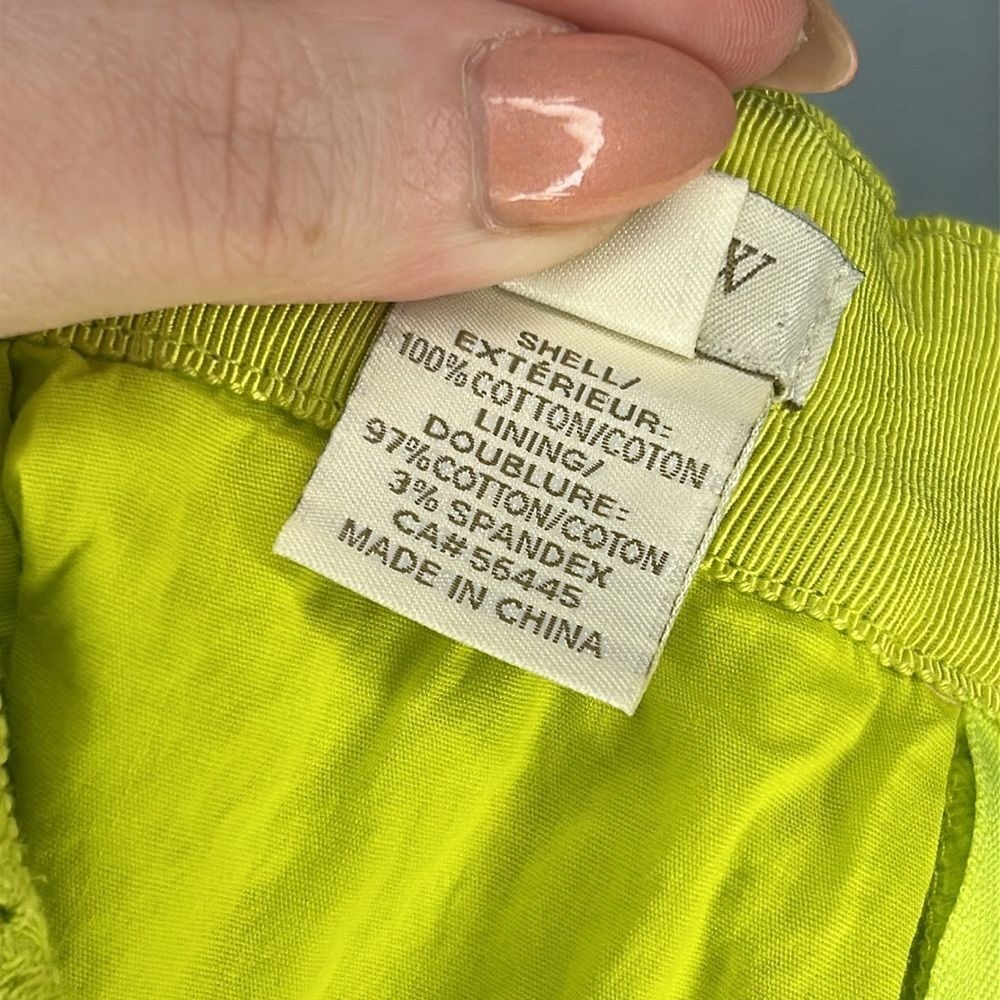 SHELL/
EXTÉRIEUR:
100% COTTON/COTON
LINING/
DOUBLURE:
97% COTTON/COTON
3% SPANDEX
CA# 56445
MADE IN CHINA